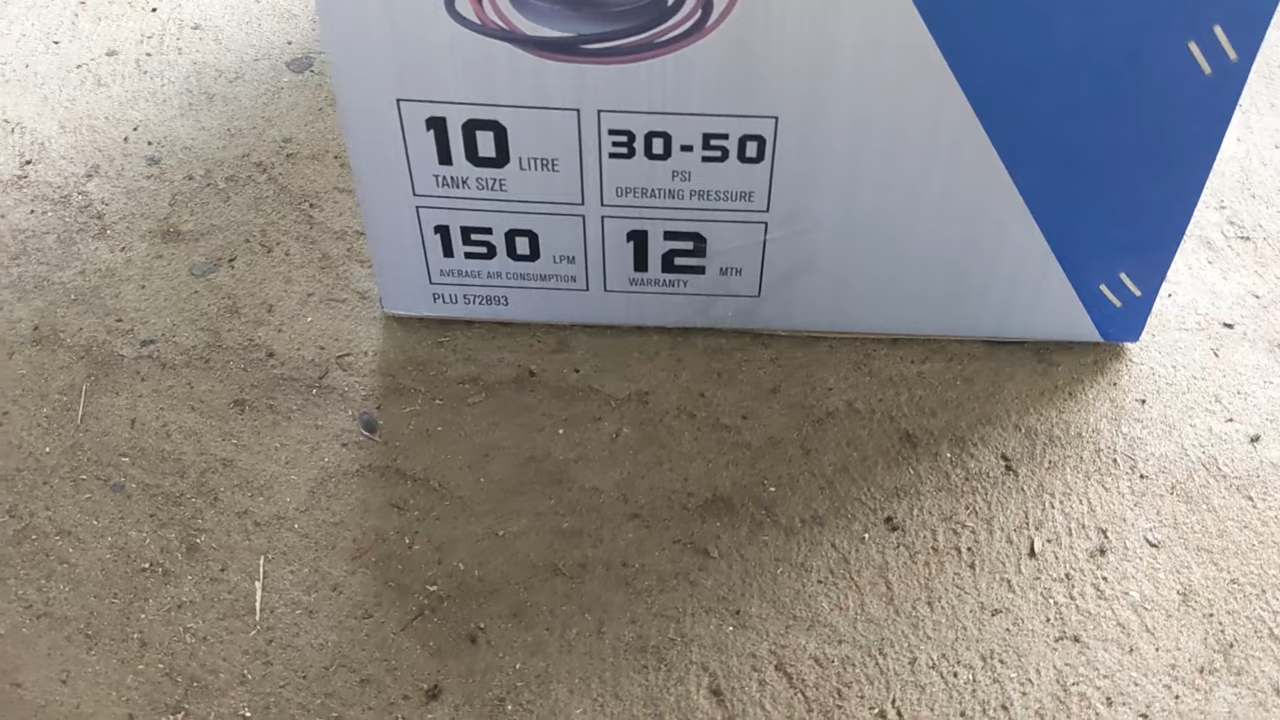 10 LITRE
TANK SIZE
30-50
PSI
OPERATING PRESSURE
150 LPM
AVERAGE AIR CONSUMPTION
12 MTH
WARRANTY
PLU 572893